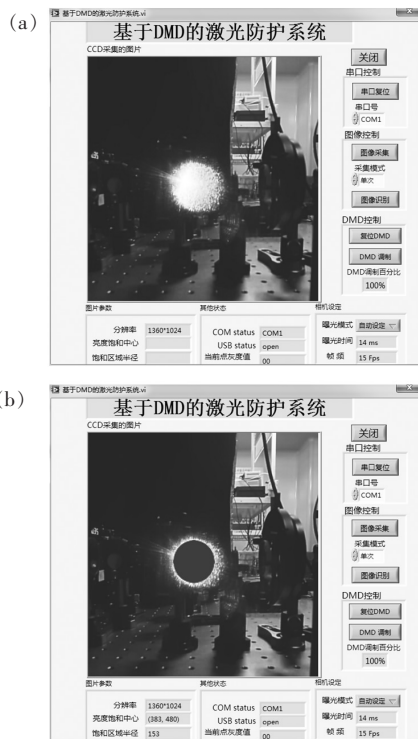 (a)
基于DMD的激光防护系统.vi
基于DMD的激光防护系统
CCD采集的图片
关闭
串口控制
串口复位
串口号
COM1
图像控制
图像采集
采集模式
单次
图像识别
DMD控制
复位DMD
DMD 调制
DMD调制百分比
100%
图片参数
分辨率 1360*1024
亮度饱和中心
饱和区域半径
其他状态
COM status COM1
USB status open
当前点灰度值 00
相机设定
曝光模式 自动设定
曝光时间 14 ms
帧 频 15 Fps
(b)
基于DMD的激光防护系统.vi
基于DMD的激光防护系统
CCD采集的图片
关闭
串口控制
串口复位
串口号
COM1
图像控制
图像采集
采集模式
单次
图像识别
DMD控制
复位DMD
DMD 调制
DMD调制百分比
100%
图片参数
分辨率 1360*1024
亮度饱和中心 (383, 480)
饱和区域半径 153
其他状态
COM status COM1
USB status open
当前点灰度值 00
相机设定
曝光模式 自动设定
曝光时间 14 ms
帧 频 15 Fps